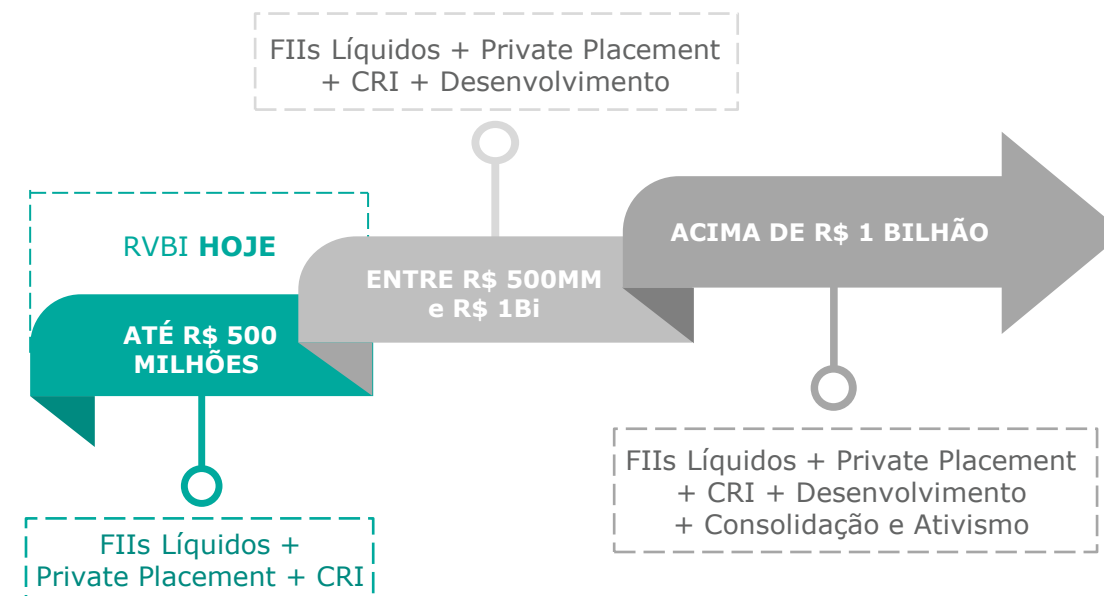 FIIs Líquidos + Private Placement
+ CRI + Desenvolvimento
RVBI HOJE
ATÉ R$ 500
MILHÕES
ENTRE R$ 500MM
e R$ 1Bi
ACIMA DE R$ 1 BILHÃO
FIIs Líquidos +
Private Placement + CRI
FIIs Líquidos + Private Placement
+ CRI + Desenvolvimento
+ Consolidação e Ativismo